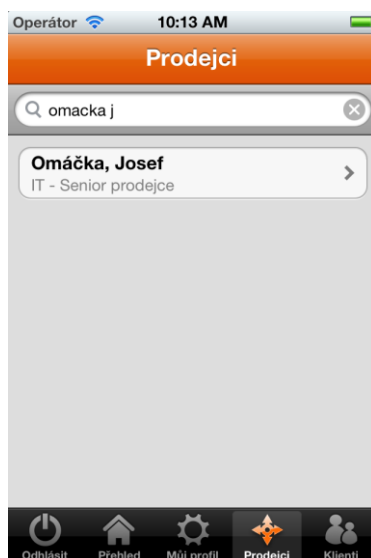 Operátor 10:13 AM
Prodejci
omacka j
Omáčka, Josef
IT - Senior prodejce
Odhlásit Přehled Můj profil Prodejci Klienti